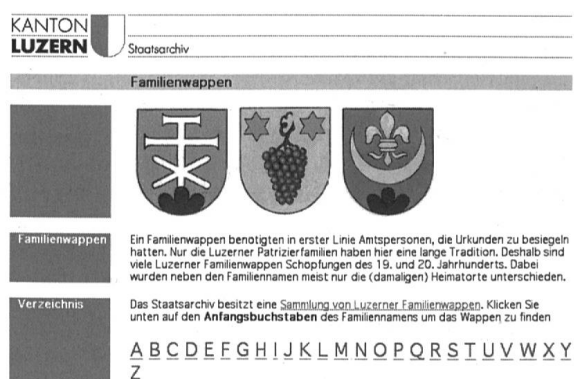 KANTON
LUZERN
Staatsarchiv
Familienwappen
Familienwappen
Ein Familienwappen benotigten in erster Linie Amtspersonen, die Urkunden zu besiegeln
hatten. Nur die Luzerner Patrizierfamilien haben hier eine lange Tradition. Deshalb sind
viele Luzerner Familienwappen Schopfungen des 19. und 20. Jahrhunderts. Dabei
wurden neben den Familiennamen meist nur die (damaligen) Heimatorte unterschieden.
Verzeichnis
Das Staatsarchiv besitzt eine Sammlung von Luzerner Familienwappen. Klicken Sie
unten auf den Anfangsbuchstaben des Familiennamens um das Wappen zu finden
A B C D E F G H I J K L M N O P Q R S T U V W X Y
Z